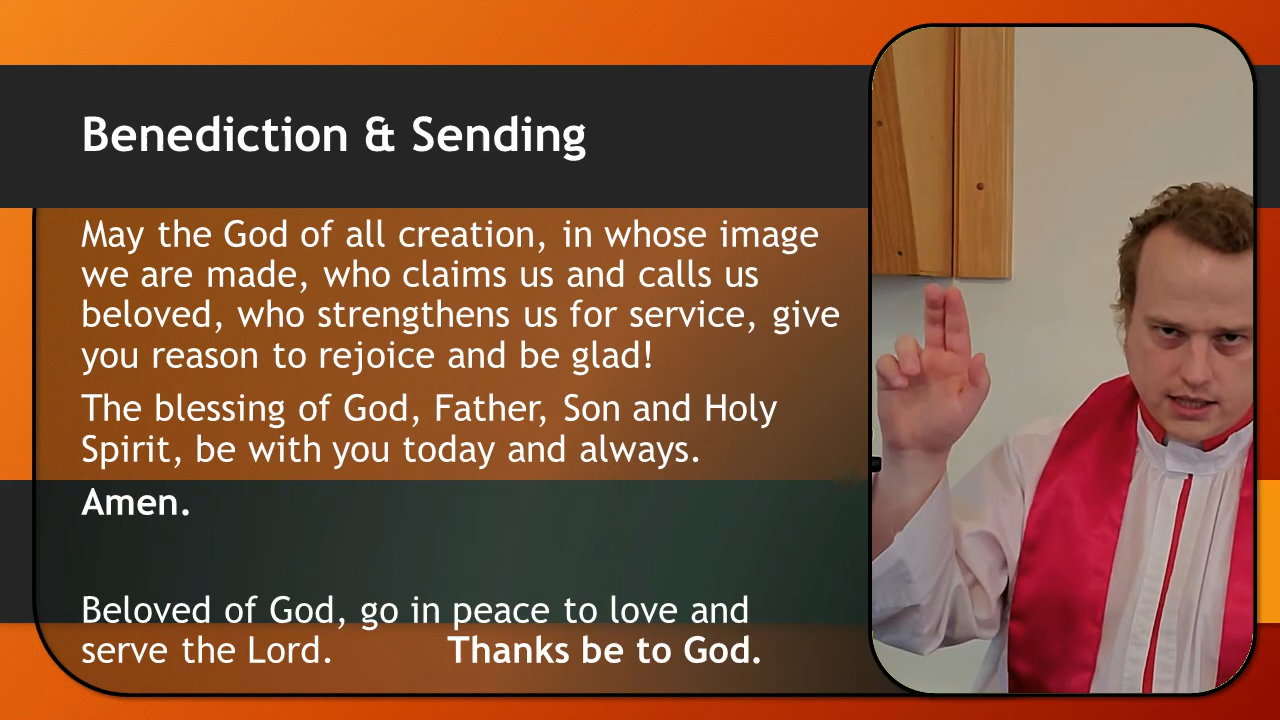 Benediction & Sending
May the God of all creation, in whose image
we are made, who claims us and calls us
beloved, who strengthens us for service, give
you reason to rejoice and be glad!
The blessing of God, Father, Son and Holy
Spirit, be with you today and always.
Amen.
Beloved of God, go in peace to love and
serve the Lord. Thanks be to God.